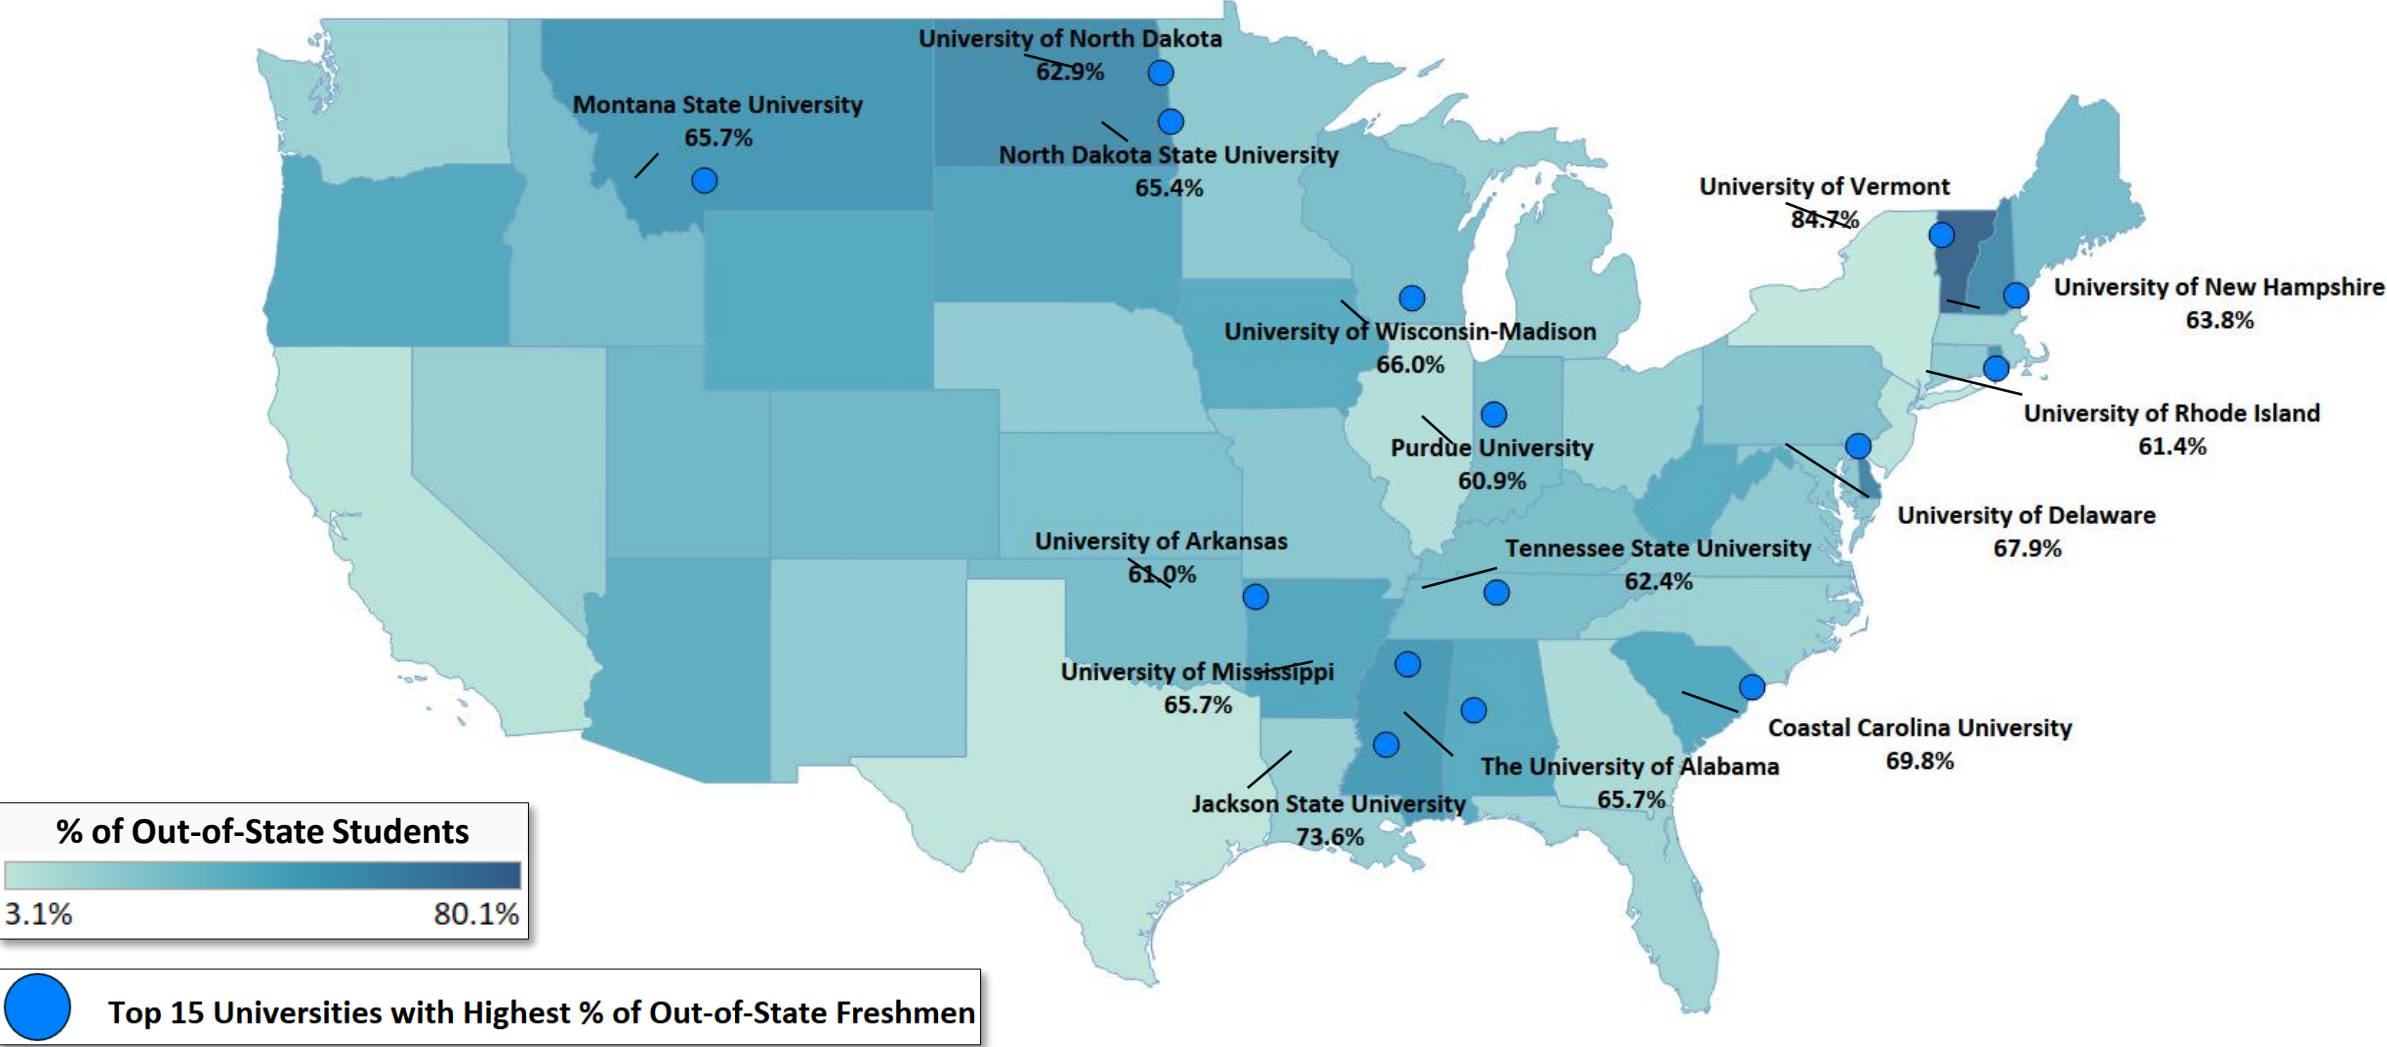 University of North Dakota
62.9%
Montana State University
65.7%
North Dakota State University
65.4%
University of Vermont
84.7%
University of New Hampshire
63.8%
University of Wisconsin-Madison
66.0%
University of Rhode Island
61.4%
Purdue University
60.9%
University of Delaware
67.9%
University of Arkansas
61.0%
Tennessee State University
62.4%
University of Mississippi
65.7%
Coastal Carolina University
69.8%
The University of Alabama
65.7%
Jackson State University
73.6%
% of Out-of-State Students
3.1% 80.1%
Top 15 Universities with Highest % of Out-of-State Freshmen